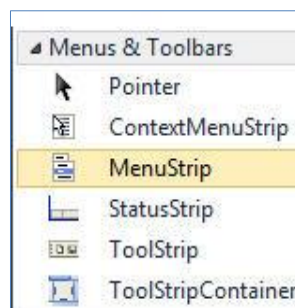 Menus & Toolbars
Pointer
ContextMenuStrip
MenuStrip
StatusStrip
ToolStrip
ToolStripContainer